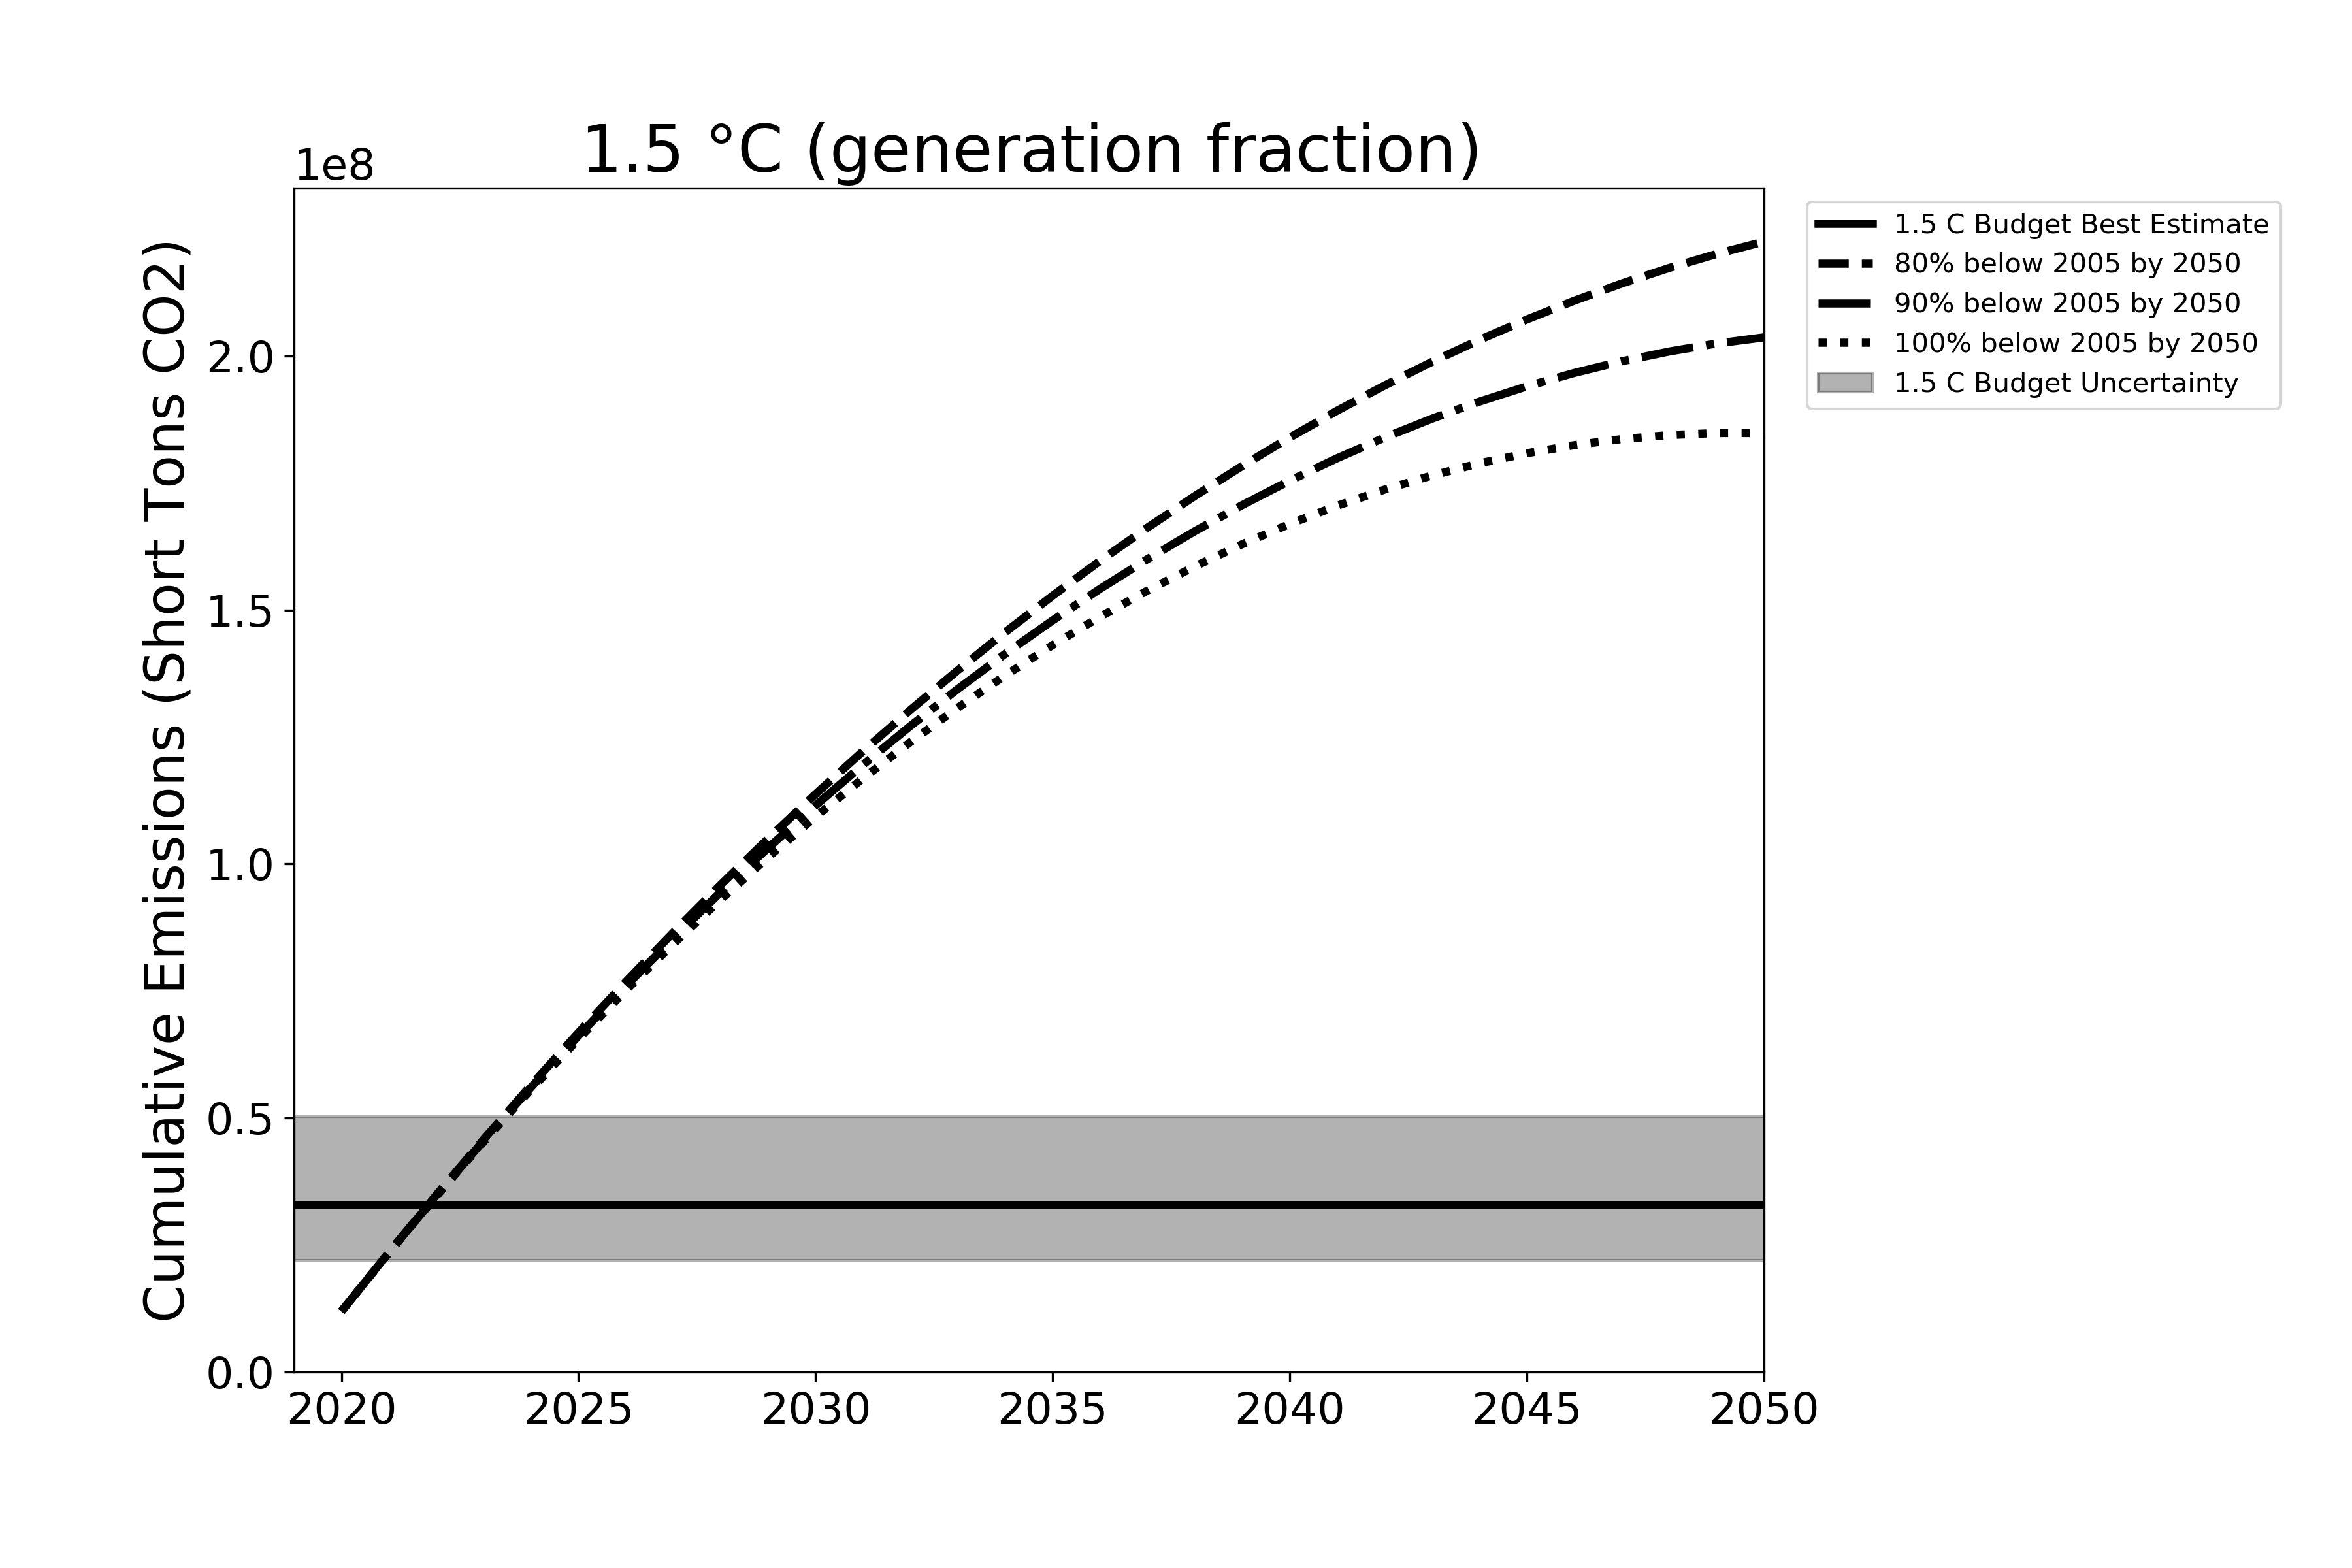 1.5 °C (generation fraction)
1e8
Cumulative Emissions (Short Tons CO2)
2.0
1.5
1.0
0.5
0.0
2020 2025 2030 2035 2040 2045 2050
1.5 C Budget Best Estimate
80% below 2005 by 2050
90% below 2005 by 2050
100% below 2005 by 2050
1.5 C Budget Uncertainty